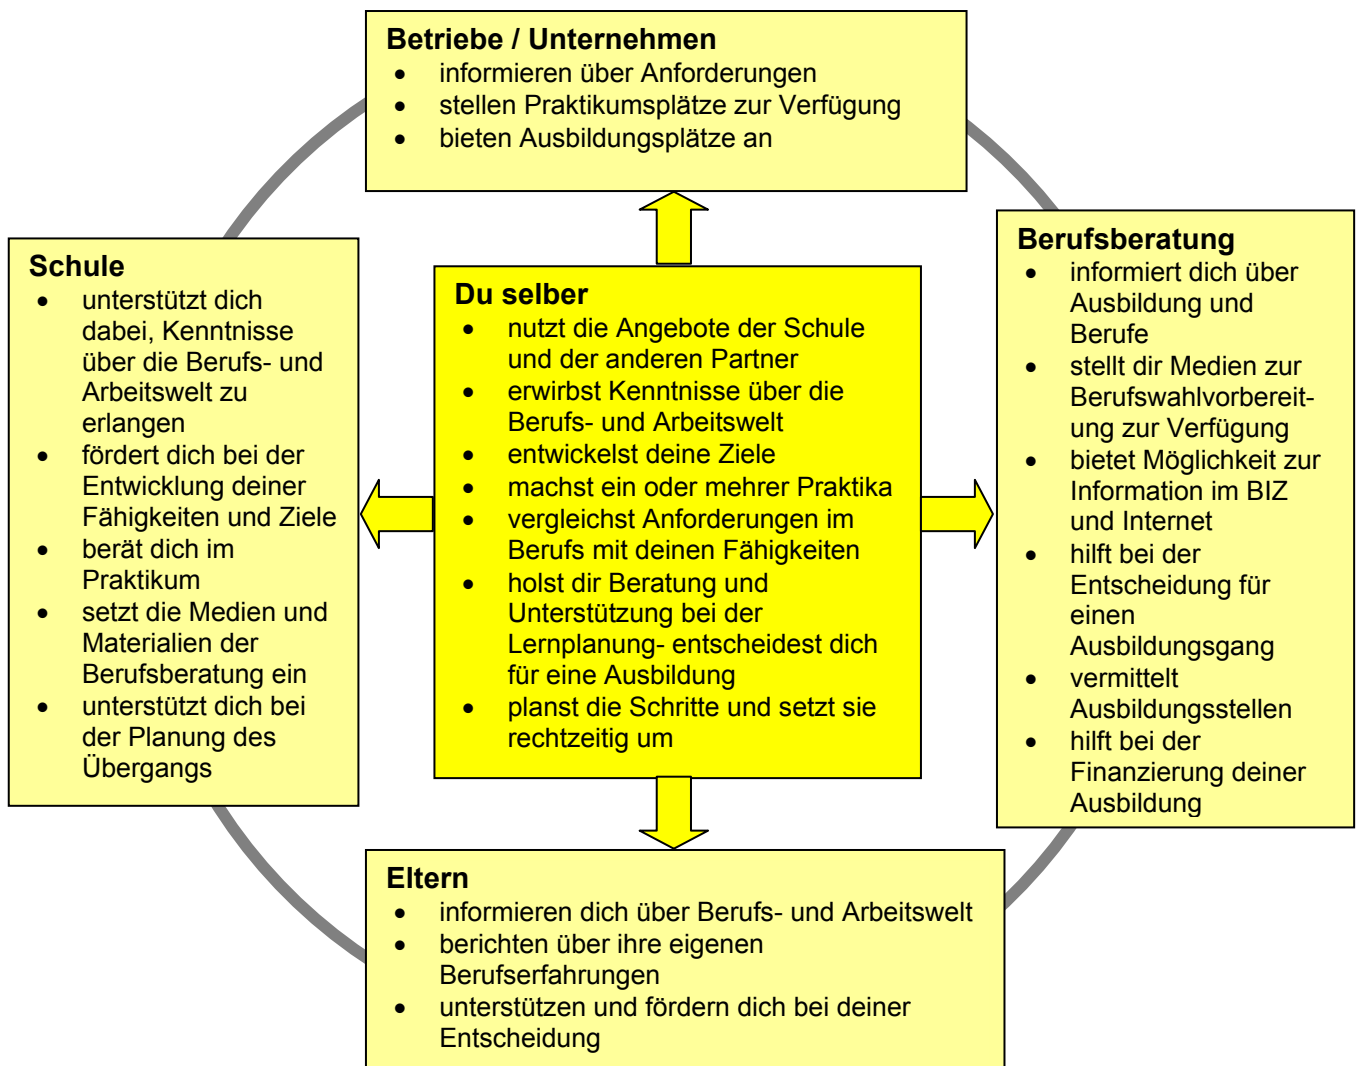 Betriebe / Unternehmen
• informieren über Anforderungen
• stellen Praktikumsplätze zur Verfügung
• bieten Ausbildungsplätze an
Schule
• unterstützt dich
dabei, Kenntnisse
über die Berufs- und
Arbeitswelt zu
erlangen
• fördert dich bei der
Entwicklung deiner
Fähigkeiten und Ziele
• berät dich im
Praktikum
• setzt die Medien und
Materialien der
Berufsberatung ein
• unterstützt dich bei
der Planung des
Übergangs
Du selber
• nutzt die Angebote der Schule
und der anderen Partner
• erwirbst Kenntnisse über die
Berufs- und Arbeitswelt
• entwickelst deine Ziele
• machst ein oder mehrer Praktika
• vergleichst Anforderungen im
Berufs mit deinen Fähigkeiten
• holst dir Beratung und
Unterstützung bei der
Lernplanung- entscheidest dich
für eine Ausbildung
• planst die Schritte und setzt sie
rechtzeitig um
Berufsberatung
• informiert dich über
Ausbildung und
Berufe
• stellt dir Medien zur
Berufswahlvorbereit-
ung zur Verfügung
• bietet Möglichkeit zur
Information im BIZ
und Internet
• hilft bei der
Entscheidung für
einen
Ausbildungsgang
• vermittelt
Ausbildungsstellen
• hilft bei der
Finanzierung deiner
Ausbildung
Eltern
• informieren dich über Berufs- und Arbeitswelt
• berichten über ihre eigenen
Berufserfahrungen
• unterstützen und fördern dich bei deiner
Entscheidung